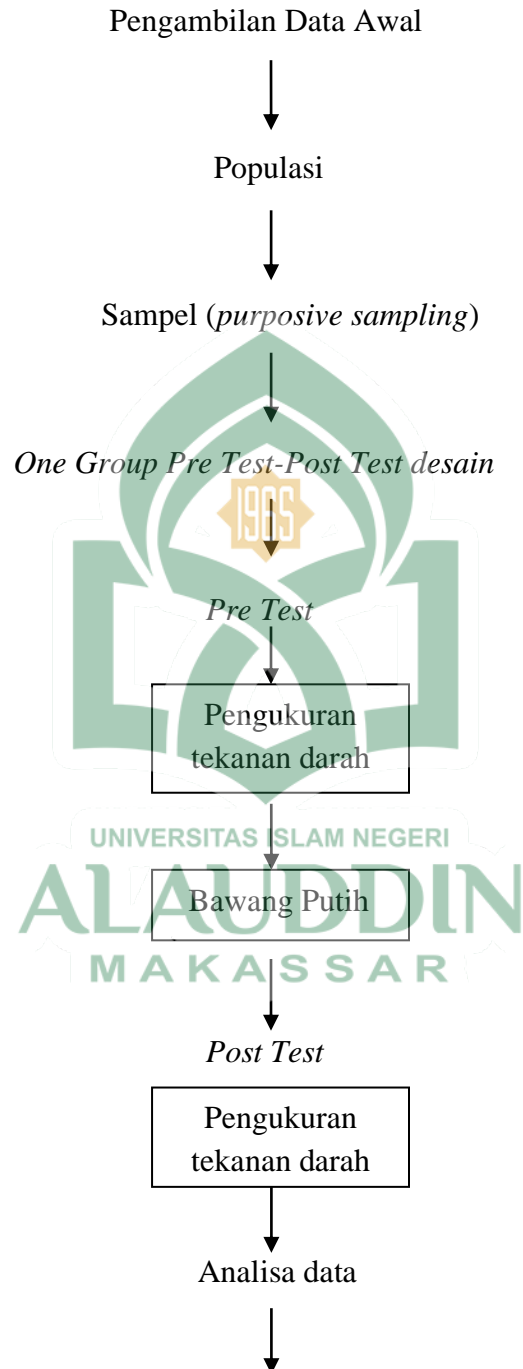 Pengambilan Data Awal
Populasi
Sampel (purposive sampling)
One Group Pre Test-Post Test desain
1965
Pre Test
Pengukuran
tekanan darah
UNIVERSITAS ISLAM NEGERI
ALAUDDIN
Bawang Putih
MAKASSAR
Post Test
Pengukuran
tekanan darah
Analisa data